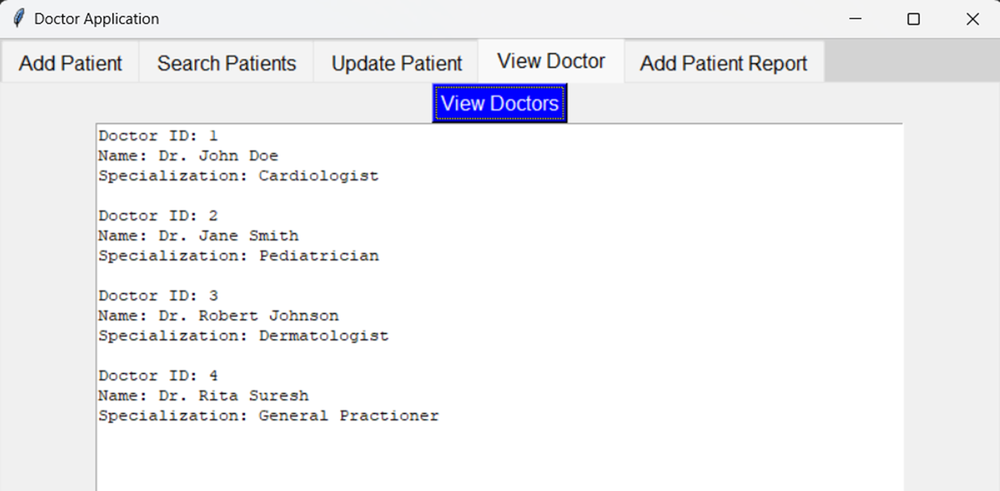 Doctor Application
Add Patient Search Patients Update Patient View Doctor Add Patient Report
View Doctors
Doctor ID: 1
Name: Dr. John Doe
Specialization: Cardiologist
Doctor ID: 2
Name: Dr. Jane Smith
Specialization: Pediatrician
Doctor ID: 3
Name: Dr. Robert Johnson
Specialization: Dermatologist
Doctor ID: 4
Name: Dr. Rita Suresh
Specialization: General Practioner